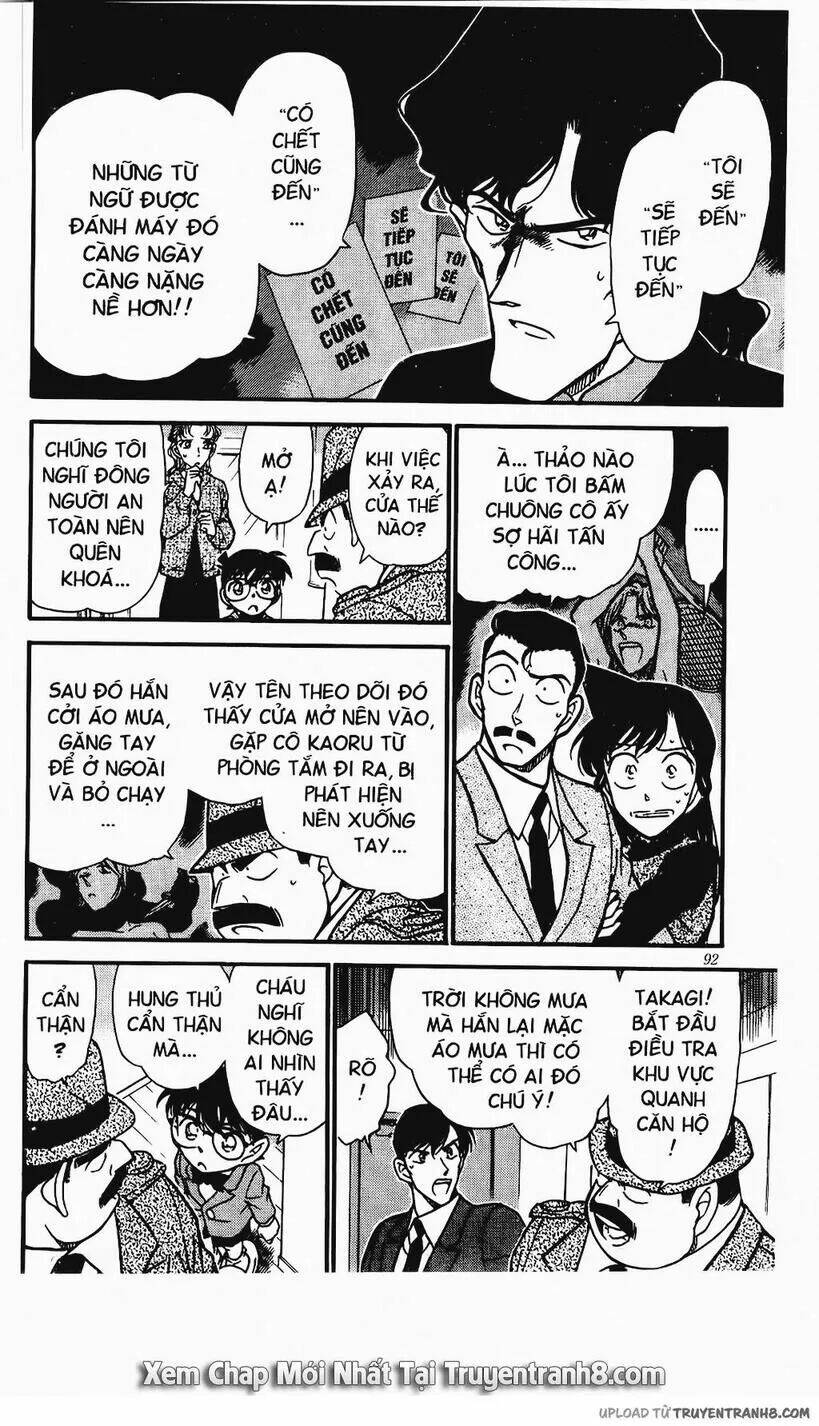 "TÔI
SẼ
ĐẾN"
"SẼ
TIẾP
TỤC
ĐẾN"
"CÓ
CHẾT
CŨNG
ĐẾN"
...
NHỮNG TỪ
NGỮ ĐƯỢC
ĐÁNH MÁY ĐÓ
CÀNG NGÀY
CÀNG NẶNG
NỀ HƠN!!
TÔI
SẼ
ĐẾN
SẼ
TIẾP
TỤC
ĐẾN
CÓ
CHẾT
CŨNG
ĐẾN
KHI VIỆC
XẢY RA,
CỬA THẾ
NÀO?
MỞ
Ạ!
CHÚNG TÔI
NGHĨ ĐÔNG
NGƯỜI AN
TOÀN NÊN
QUÊN
KHOÁ...
.....
À... THẢO NÀO
LÚC TÔI BẤM
CHUÔNG CÔ ẤY
SỢ HÃI TẤN
CÔNG...
VẬY TÊN THEO DÕI ĐÓ
THẤY CỬA MỞ NÊN VÀO,
GẶP CÔ KAORU TỪ
PHÒNG TẮM ĐI RA, BỊ
PHÁT HIỆN
NÊN XUỐNG
TAY...
SAU ĐÓ HẮN
CỞI ÁO MƯA,
GĂNG TAY
ĐỂ Ở NGOÀI
VÀ BỎ CHẠY
...
92
TAKAGI!
BẮT ĐẦU
ĐIỀU TRA
KHU VỰC
QUANH
CĂN HỘ
!
TRỜI KHÔNG MƯA
MÀ HẮN LẠI MẶC
ÁO MƯA THÌ CÓ
THỂ CÓ AI ĐÓ
CHÚ Ý!
RÕ
!
CHÁU
NGHĨ
KHÔNG
AI NHÌN
THẤY
ĐÂU...
HUNG THỦ
CẨN THẬN
MÀ...
CẨN
THẬN
?
Xem Chap Mới Nhất Tại Truyentranh8.com
UPLOAD TỪ TRUYENTRANH8.COM